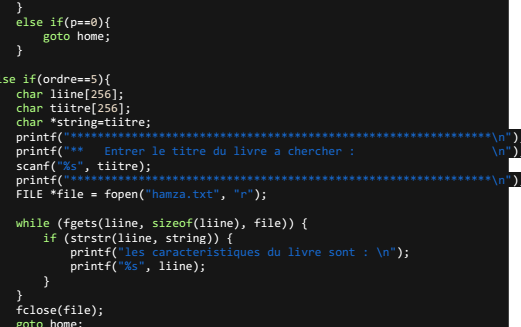 }
else if(p==0){
goto home;
}
se if(ordre==5){
char liine[256];
char tiitre[256];
char *string=tiitre;
printf("***************************************************************\n");
printf("**   Entrer le titre du livre a chercher :                     \n")
scanf("%s", tiitre);
printf("***************************************************************\n")
FILE *file = fopen("hamza.txt", "r");
while (fgets(liine, sizeof(liine), file)) {
if (strstr(liine, string)) {
printf("les caracteristiques du livre sont : \n");
printf("%s", liine);
}
}
fclose(file);
goto home;